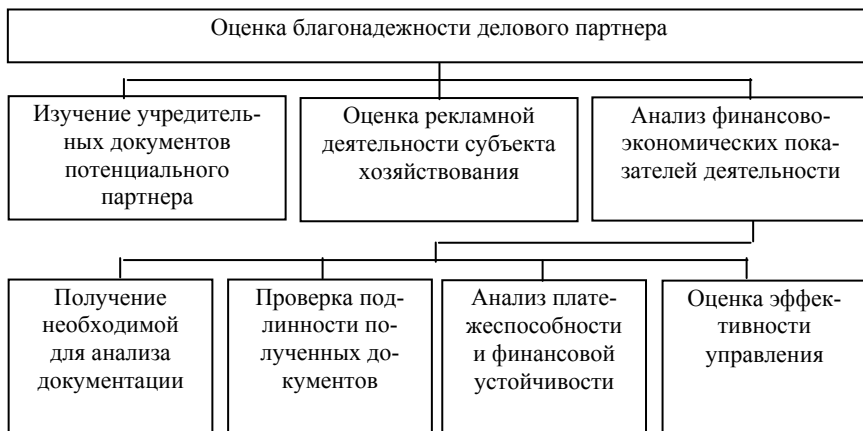 Оценка благонадежности делового партнера
Изучение учредитель-
ных документов
потенциального
партнера
Оценка рекламной
деятельности субъекта
хозяйствования
Анализ финансово-
экономических пока-
зателей деятельности
Получение
необходимой
для анализа
документации
Проверка под-
линности по-
лученных до-
кументов
Анализ плате-
жеспособности
и финансовой
устойчивости
Оценка эффек-
тивности
управления